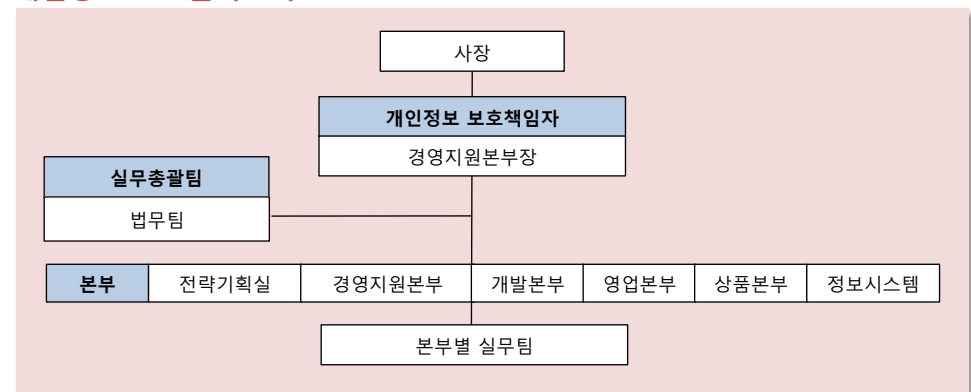 사장
개인정보 보호책임자
경영지원본부장
실무총괄팀
법무팀
본부 전략기획실 경영지원본부 개발본부 영업본부 상품본부 정보시스템
본부별 실무팀